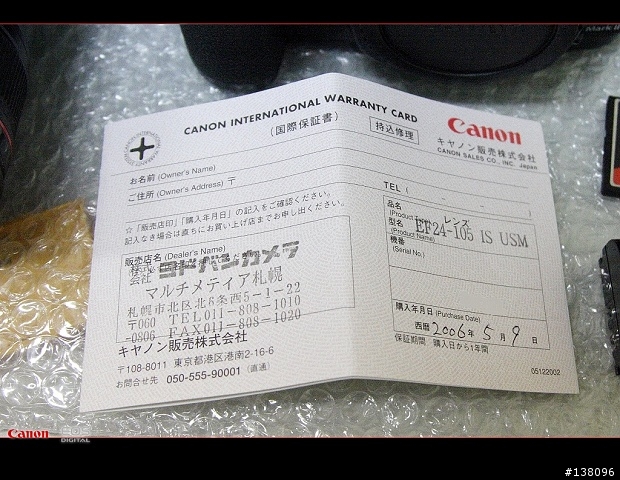 CANON INTERNATIONAL WARRANTY CARD
（国際保証書）
持込修理
Canon
キヤノン販売株式会社
CANON SALES CO., INC. Japan
お名前 (Owner's Name)
ご住所 (Owner's Address) 〒
TEL (
☆「販売店印」「購入年月日」の記入をご確認ください。
記入なき場合は直ちにお買い上げ店までお申し出ください。
販売店名 (Dealer's Name)
株式会社 ヨドバシカメラ
マルチメディア札幌
札幌市北区北6条西5-1-22
〒060 TEL011-808-1010
-0806 FAX011-808-1020
キヤノン販売株式会社
〒108-8011 東京都港区港南2-16-6
お問合せ先 050-555-90001 (直通)
品名
レンズ
型名 (Product Name)
EF24-105 IS USM
機番
(Serial No.)
購入年月日 (Purchase Date)
西暦 2006年 5月 9日
保証期間 購入日から1年間
05122002
Canon
DIGITAL
#138096